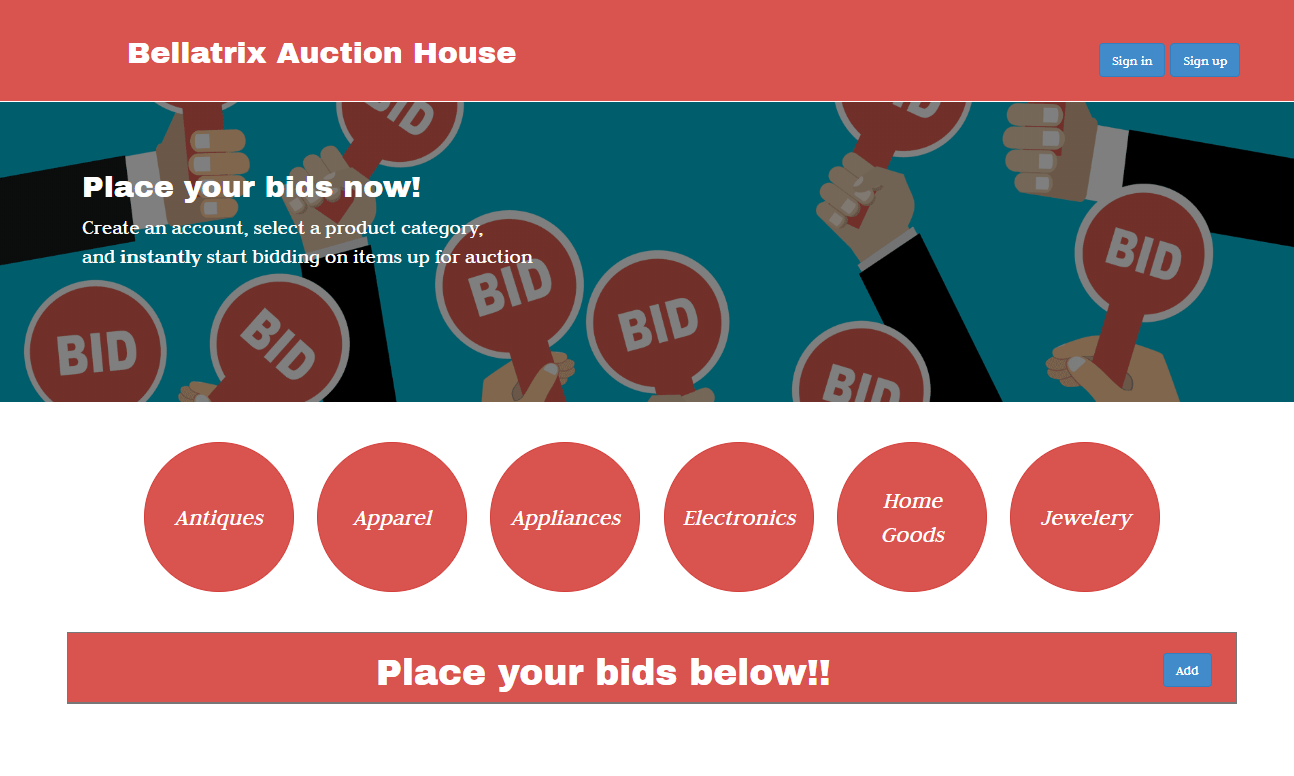 Bellatrix Auction House
Sign in
Sign up
BID
BID
BID
BID
Place your bids now!
Create an account, select a product category,
and instantly start bidding on items up for auction
BID
BID
BID
BID
Antiques
Apparel
Appliances
Electronics
Home
Goods
Jewelery
Place your bids below!!
Add